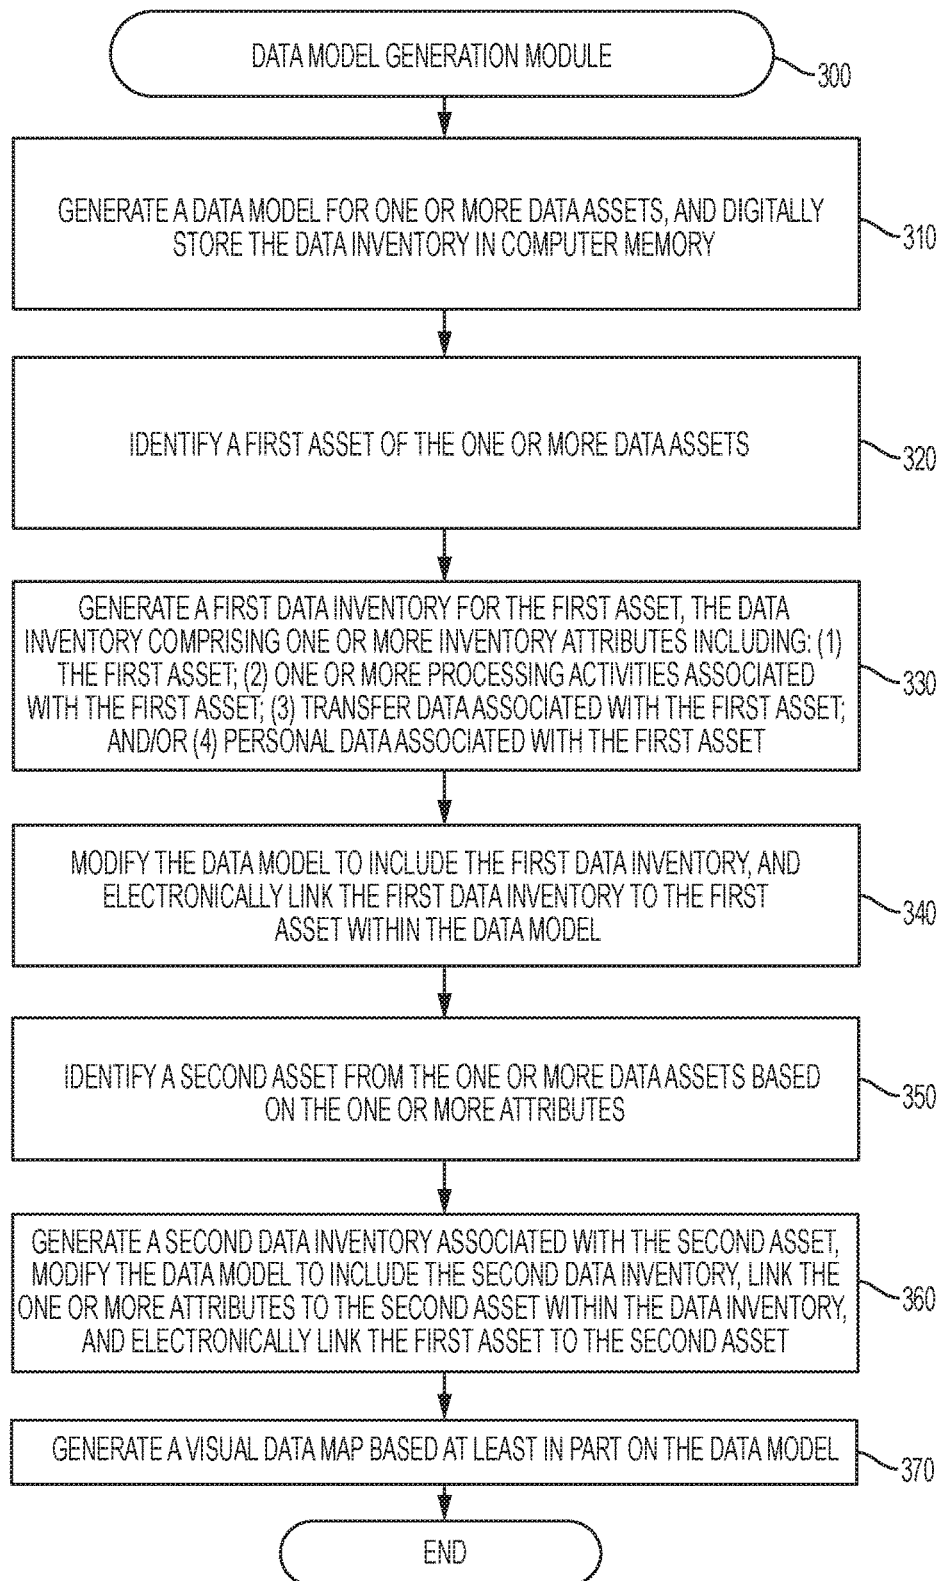 DATA MODEL GENERATION MODULE
300
GENERATE A DATA MODEL FOR ONE OR MORE DATA ASSETS, AND DIGITALLY
STORE THE DATA INVENTORY IN COMPUTER MEMORY
310
IDENTIFY A FIRST ASSET OF THE ONE OR MORE DATA ASSETS
320
GENERATE A FIRST DATA INVENTORY FOR THE FIRST ASSET, THE DATA
INVENTORY COMPRISING ONE OR MORE INVENTORY ATTRIBUTES INCLUDING: (1)
THE FIRST ASSET; (2) ONE OR MORE PROCESSING ACTIVITIES ASSOCIATED
WITH THE FIRST ASSET; (3) TRANSFER DATA ASSOCIATED WITH THE FIRST ASSET;
AND/OR (4) PERSONAL DATA ASSOCIATED WITH THE FIRST ASSET
330
MODIFY THE DATA MODEL TO INCLUDE THE FIRST DATA INVENTORY, AND
ELECTRONICALLY LINK THE FIRST DATA INVENTORY TO THE FIRST
ASSET WITHIN THE DATA MODEL
340
IDENTIFY A SECOND ASSET FROM THE ONE OR MORE DATA ASSETS BASED
ON THE ONE OR MORE ATTRIBUTES
350
GENERATE A SECOND DATA INVENTORY ASSOCIATED WITH THE SECOND ASSET,
MODIFY THE DATA MODEL TO INCLUDE THE SECOND DATA INVENTORY, LINK THE
ONE OR MORE ATTRIBUTES TO THE SECOND ASSET WITHIN THE DATA INVENTORY,
AND ELECTRONICALLY LINK THE FIRST ASSET TO THE SECOND ASSET
360
GENERATE A VISUAL DATA MAP BASED AT LEAST IN PART ON THE DATA MODEL
370
END